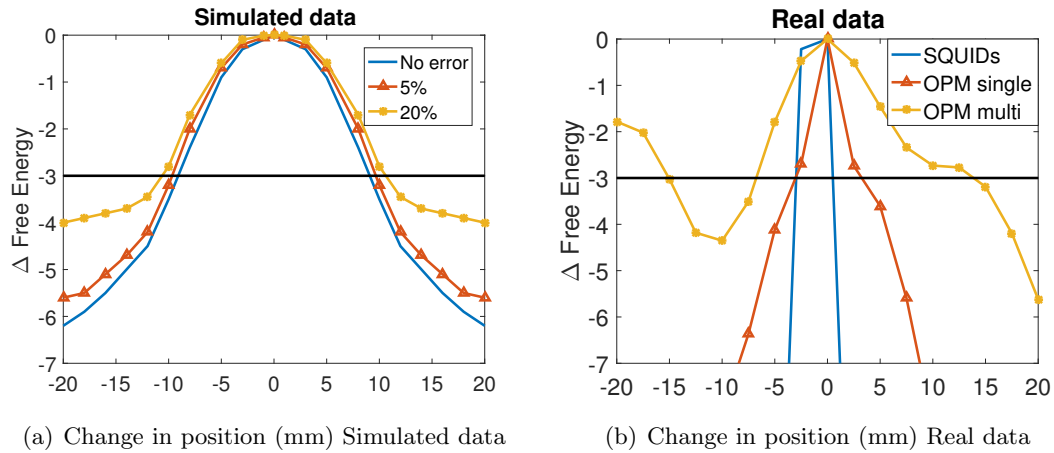 Simulated data
Δ Free Energy
0
-1
-2
-3
-4
-5
-6
-7
-20 -15 -10 -5 0 5 10 15 20
No error
5%
20%
(a) Change in position (mm) Simulated data
Real data
Δ Free Energy
0
-1
-2
-3
-4
-5
-6
-7
-20 -15 -10 -5 0 5 10 15 20
SQUIDs
OPM single
OPM multi
(b) Change in position (mm) Real data